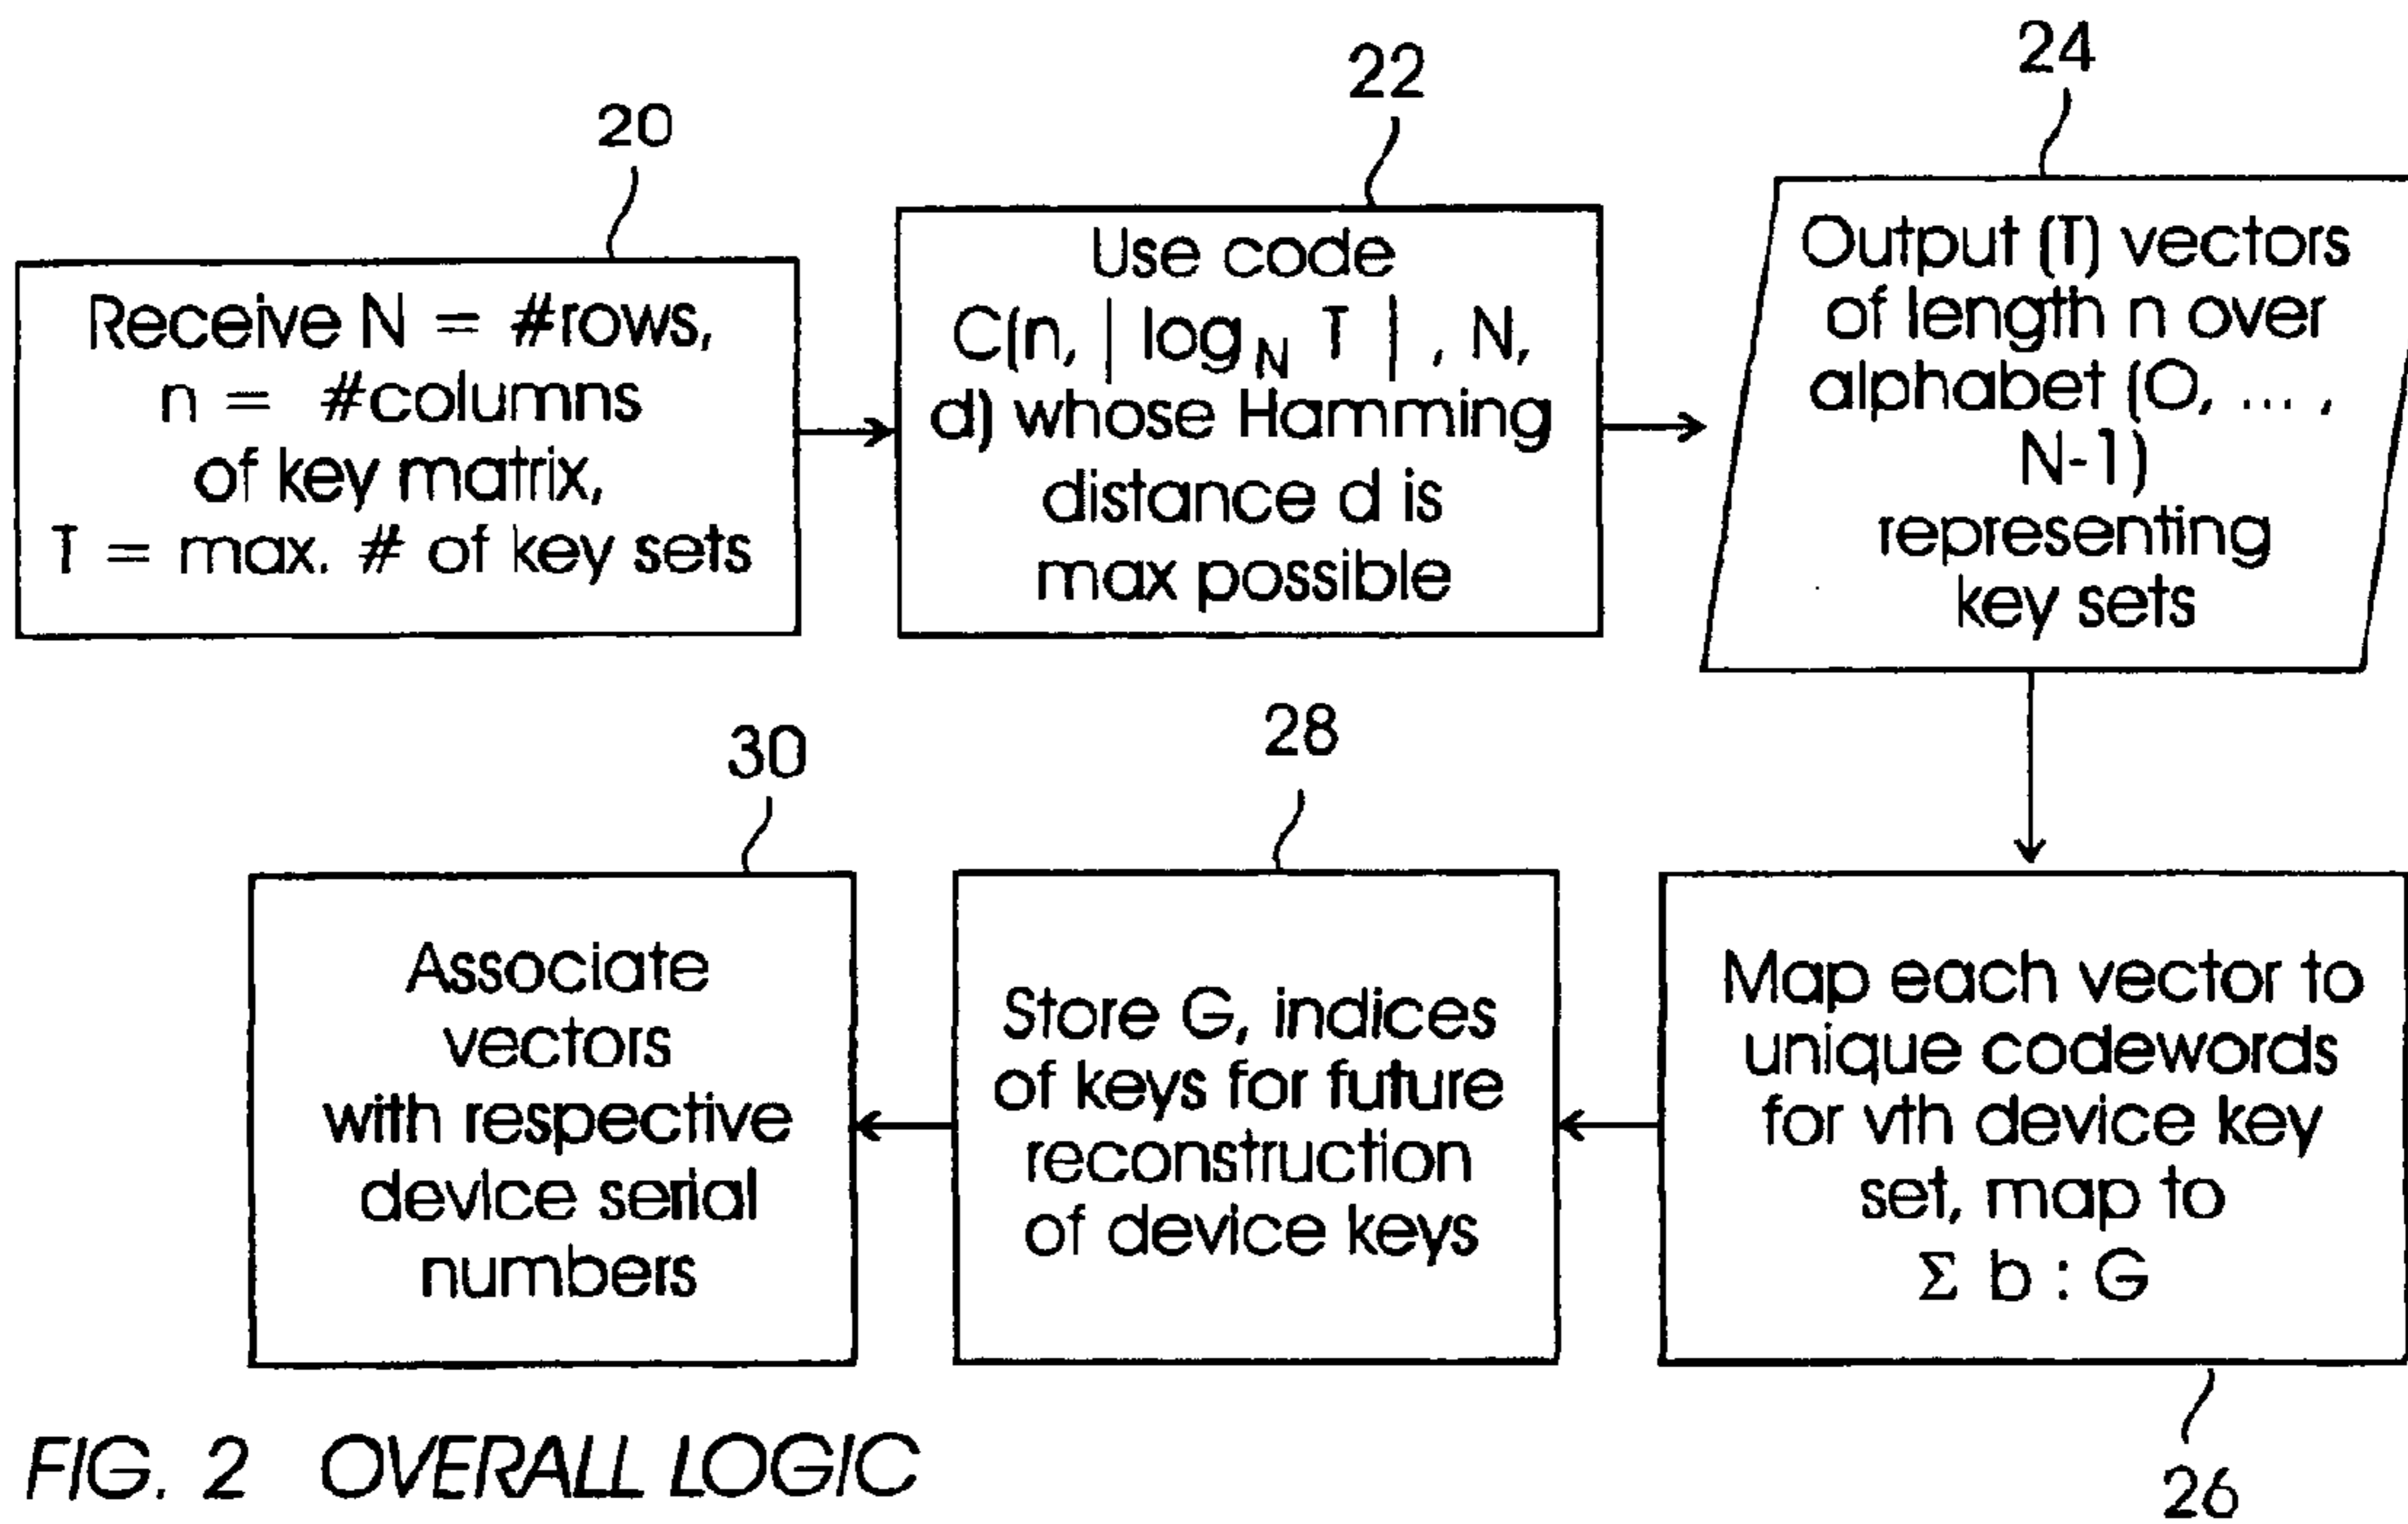 20
Receive N = #rows,
n = #columns
of key matrix,
T = max. # of key sets
22
Use code
C(n, | log N T | , N,
d) whose Hamming
distance d is
max possible
24
Output (T) vectors
of length n over
alphabet (O, ... ,
N-1)
representing
key sets
26
Map each vector to
unique codewords
for vth device key
set, map to
Σ b : G
28
Store G, indices
of keys for future
reconstruction
of device keys
30
Associate
vectors
with respective
device serial
numbers
FIG. 2 OVERALL LOGIC